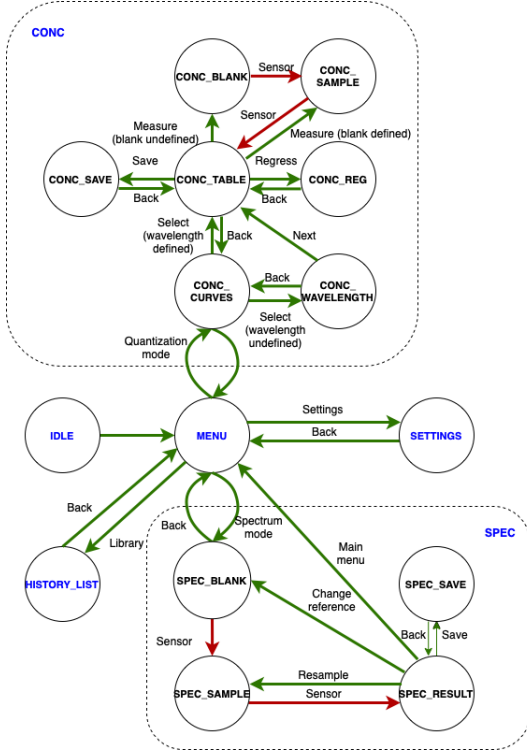 CONC
CONC_BLANK
Sensor
CONC_
SAMPLE
Sensor
Measure
(blank undefined)
Measure (blank defined)
CONC_SAVE
Save
Back
CONC_TABLE
Regress
Back
CONC_REG
Select
(wavelength
defined)
Back
Next
CONC_
CURVES
Back
CONC_
WAVELENGTH
Select
(wavelength
undefined)
Quantization
mode
IDLE
MENU
Settings
Back
SETTINGS
Back
Library
HISTORY_LIST
Back
Spectrum
mode
SPEC
SPEC_BLANK
Main
menu
SPEC_SAVE
Change
reference
Sensor
Back
Save
SPEC_SAMPLE
Resample
Sensor
SPEC_RESULT